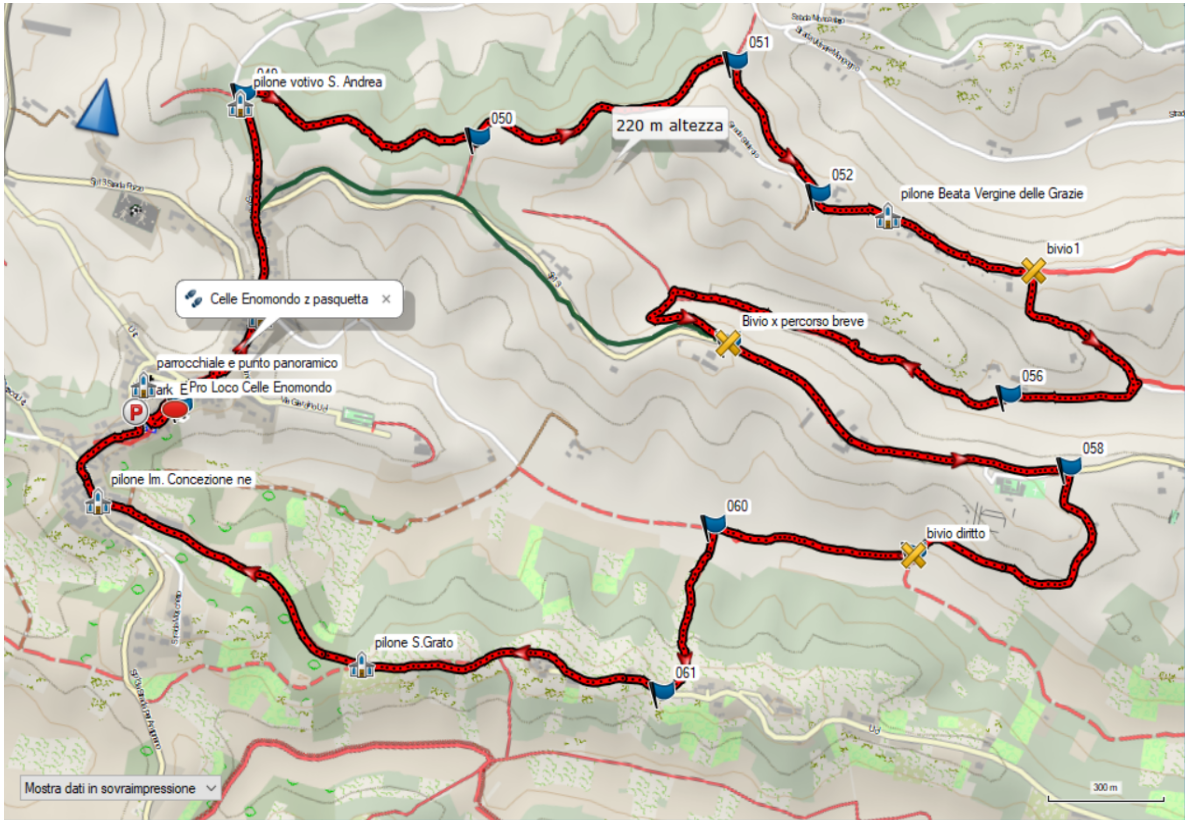 051
049
pilone votivo S. Andrea
050
220 m altezza
052
pilone Beata Vergine delle Grazie
bivio1
Celle Enomondo z pasquetta
Bivio x percorso breve
parrocchiale e punto panoramico
ark E
Pro Loco Celle Enomondo
P
056
058
pilone Im. Concezione ne
060
bivio diritto
pilone S.Grato
061
Mostra dati in sovraimpressione
300 m